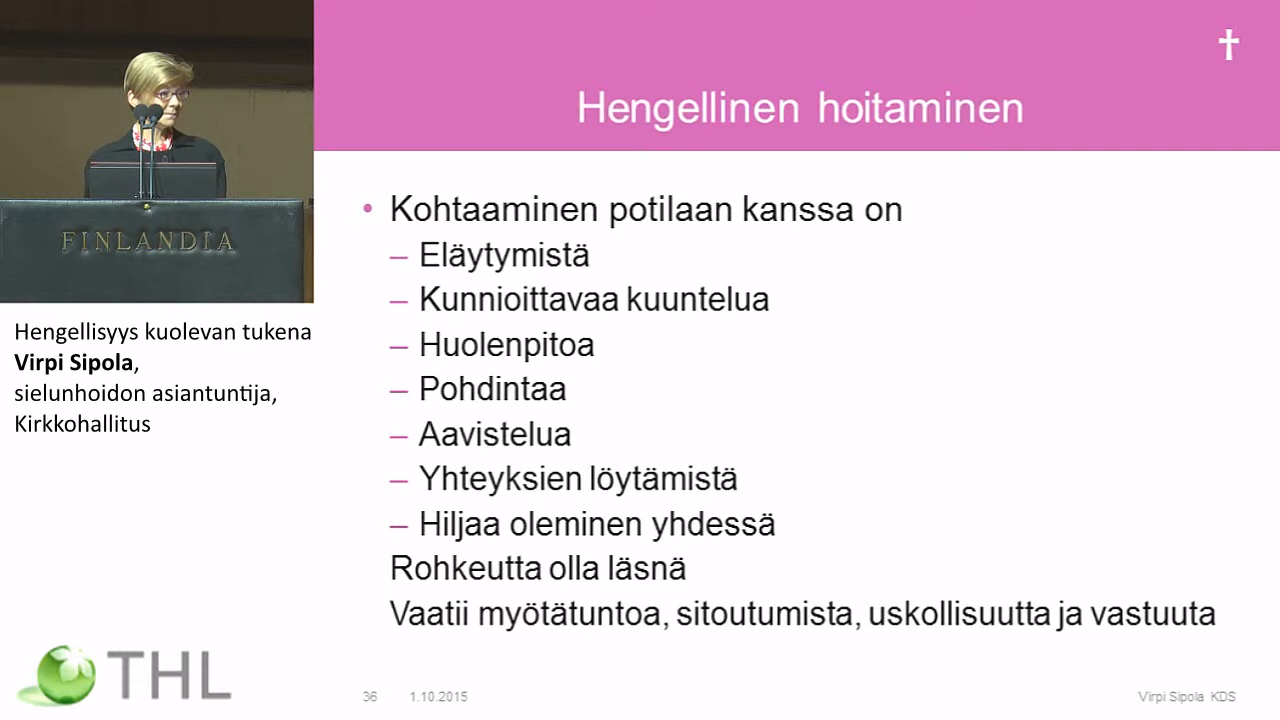 Hengellinen hoitaminen
• Kohtaaminen potilaan kanssa on
– Eläytymistä
– Kunnioittavaa kuuntelua
– Huolenpitoa
– Pohdintaa
– Aavistelua
– Yhteyksien löytämistä
– Hiljaa oleminen yhdessä
Rohkeutta olla läsnä
Vaatii myötätuntoa, sitoutumista, uskollisuutta ja vastuuta
FINLANDIA
Hengellisyys kuolevan tukena
Virpi Sipola,
sielunhoidon asiantuntija,
Kirkkohallitus
THL
36 1.10.2015 Virpi Sipola KDS